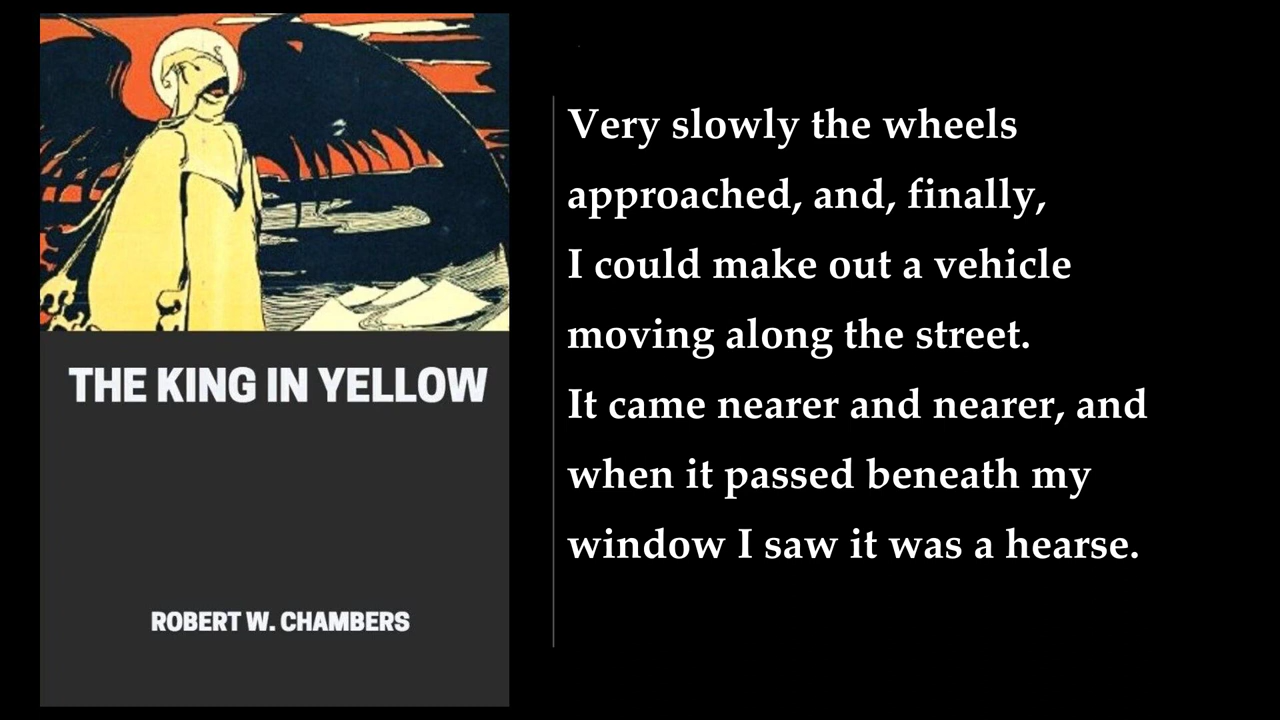 THE KING IN YELLOW
ROBERT W. CHAMBERS
Very slowly the wheels
approached, and, finally,
I could make out a vehicle
moving along the street.
It came nearer and nearer, and
when it passed beneath my
window I saw it was a hearse.